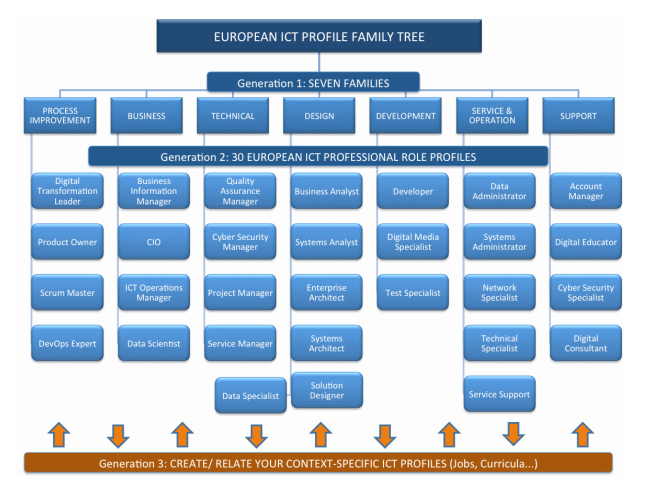 EUROPEAN ICT PROFILE FAMILY TREE
Generation 1: SEVEN FAMILIES
PROCESS
IMPROVEMENT
BUSINESS
TECHNICAL
DESIGN
DEVELOPMENT
SERVICE &
OPERATION
SUPPORT
Generation 2: 30 EUROPEAN ICT PROFESSIONAL ROLE PROFILES
Digital
Transformation
Leader
Business
Information
Manager
Quality
Assurance
Manager
Business Analyst
Developer
Data
Administrator
Account
Manager
Product Owner
CIO
Cyber Security
Manager
Systems Analyst
Digital Media
Specialist
Systems
Administrator
Digital Educator
Scrum Master
ICT Operations
Manager
Project Manager
Enterprise
Architect
Test Specialist
Network
Specialist
Cyber Security
Specialist
DevOps Expert
Data Scientist
Service Manager
Systems
Architect
Technical
Specialist
Digital
Consultant
Data Specialist
Solution
Designer
Service Support
Generation 3: CREATE/ RELATE YOUR CONTEXT-SPECIFIC ICT PROFILES (Jobs, Curricula...)